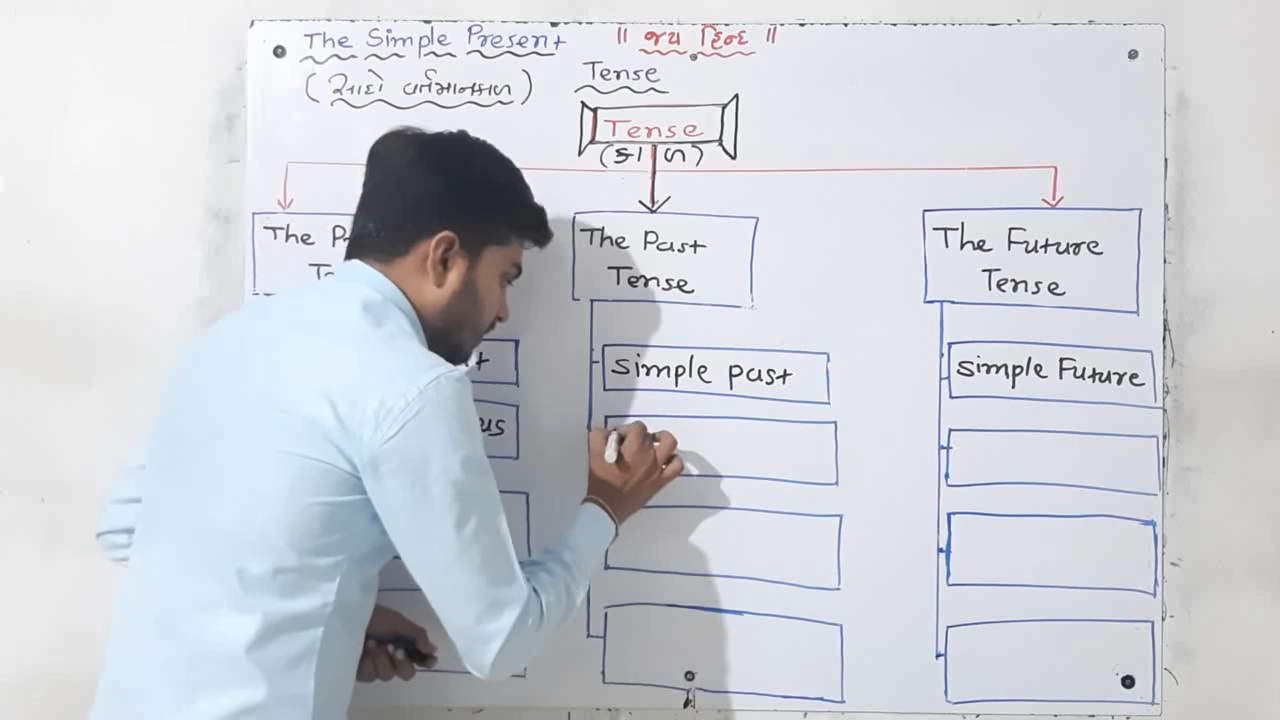 The Simple Present
॥ જય હિન્દ ॥
Tense
(સાદો વર્તમાનકાળ)
Tense
(કાળ)
The
The Past
Tense
The Future
Tense
simple past
simple Future